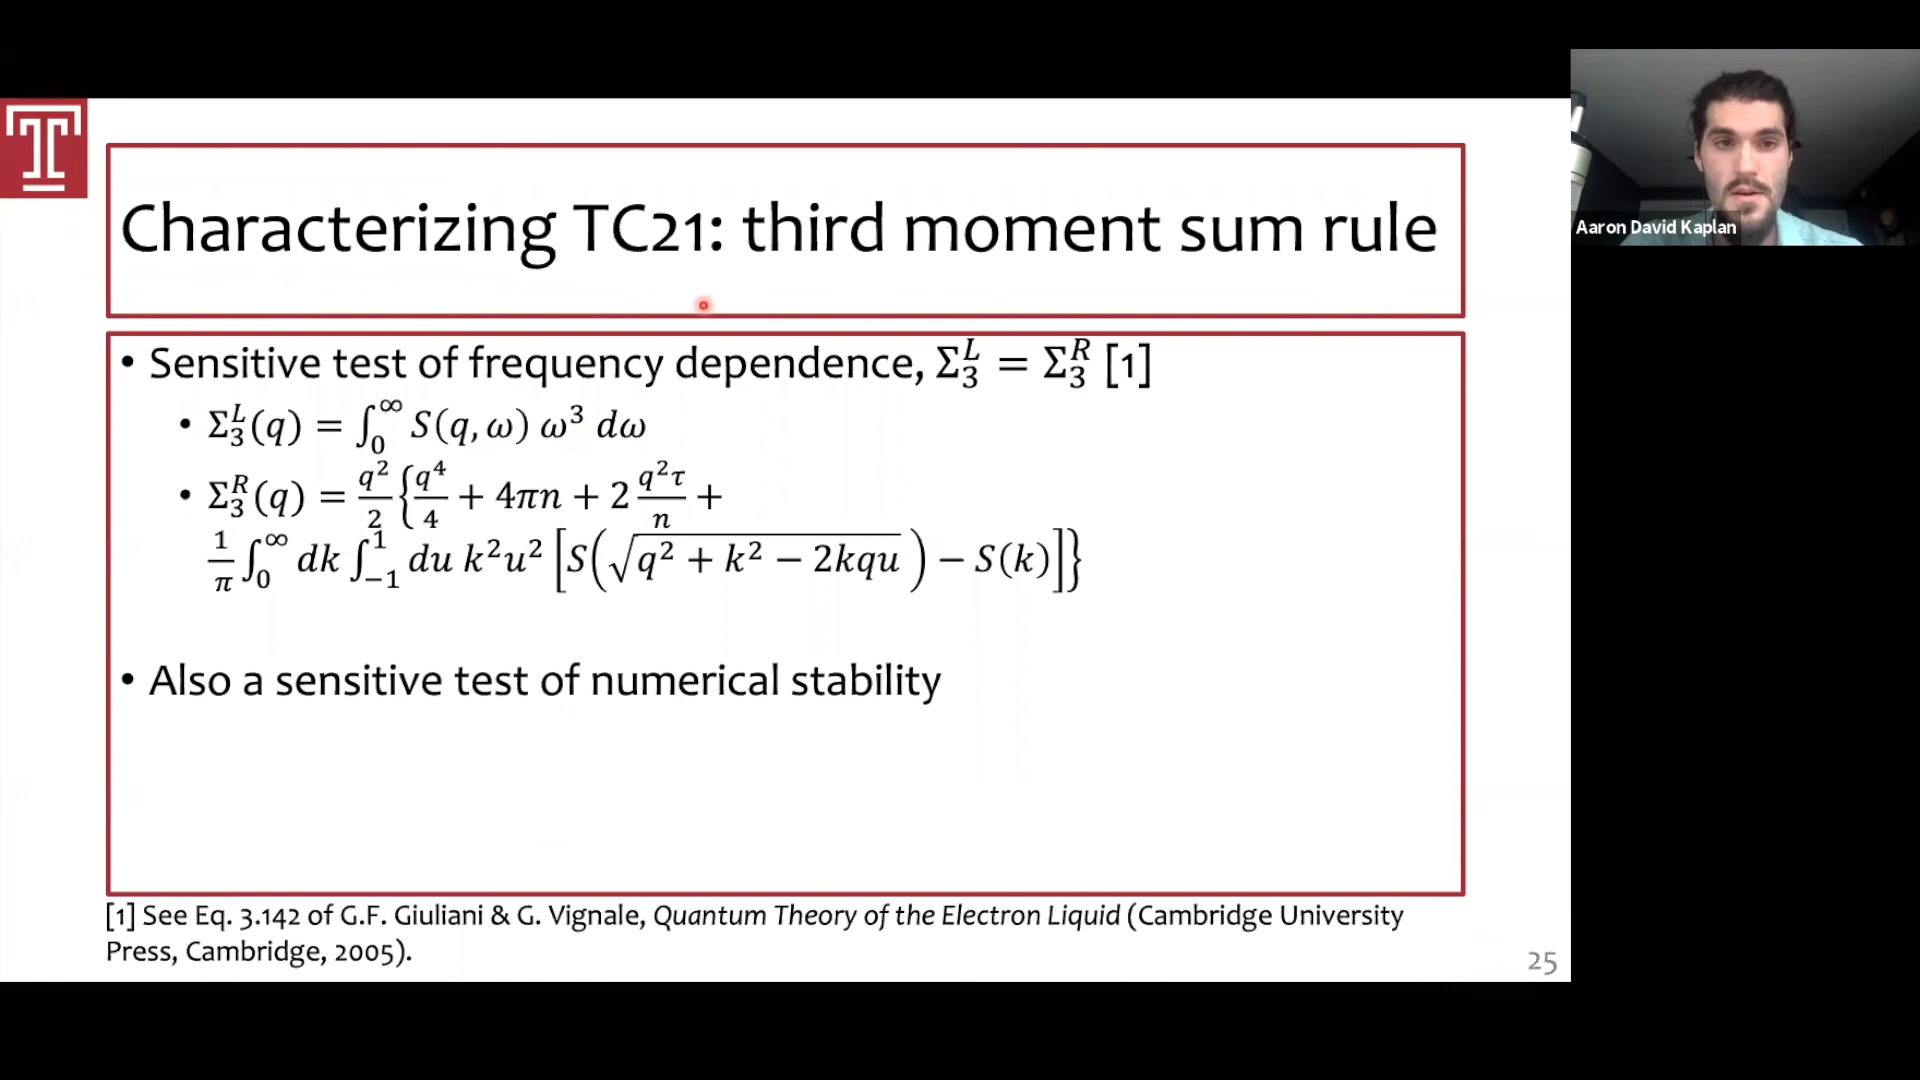 Characterizing TC21: third moment sum rule
• Sensitive test of frequency dependence, Σ₃ᴸ = Σ₃ᴿ [1]
• Σ₃ᴸ(q) = ∫₀^∞ S(q, ω) ω³ dω
• Σ₃ᴿ(q) = q²/2 {q⁴/4 + 4πn + 2 q²τ/n +
1/π ∫₀^∞ dk ∫₋₁¹ du k²u² [S(√(q² + k² − 2kqu)) − S(k)]}
• Also a sensitive test of numerical stability
[1] See Eq. 3.142 of G.F. Giuliani & G. Vignale, Quantum Theory of the Electron Liquid (Cambridge University
Press, Cambridge, 2005).
25
Aaron David Kaplan